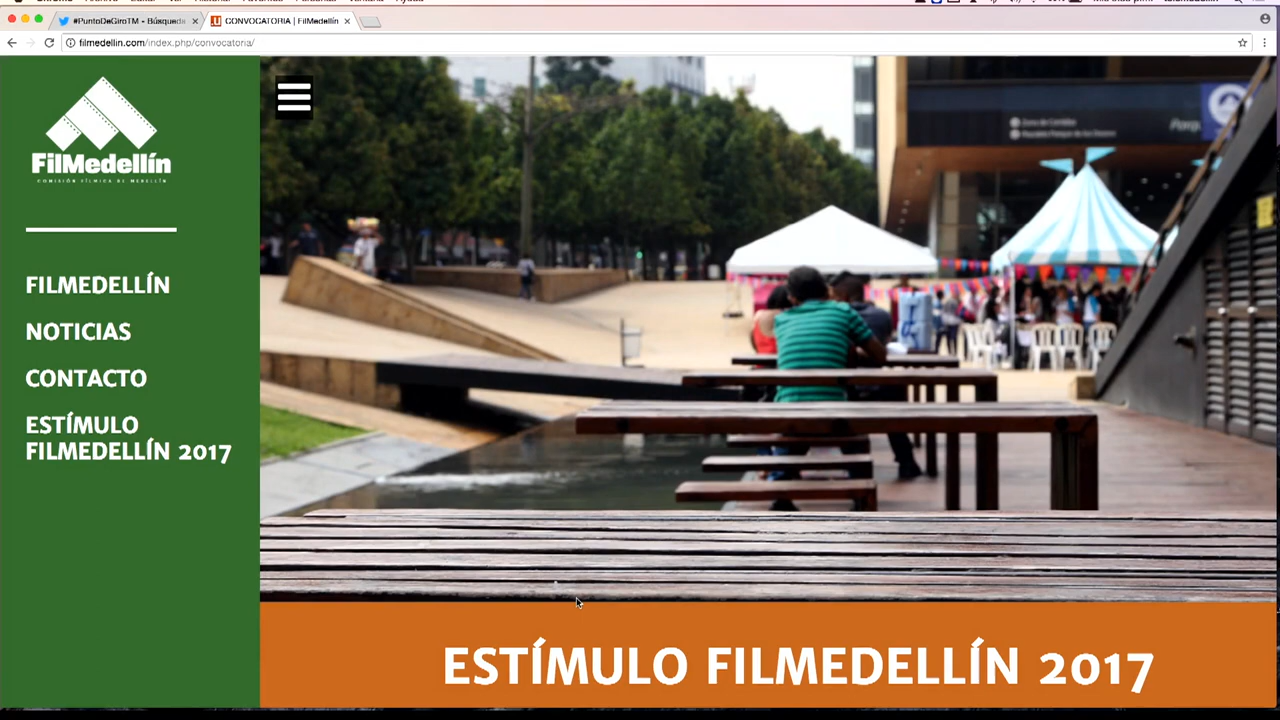 #PuntoDeGiroTM - Búsqueda
CONVOCATORIA | FilMedellín
filmedellin.com/index.php/convocatoria/
FilMedellín
COMISIÓN FÍLMICA DE MEDELLÍN
FILMEDELLÍN
NOTICIAS
CONTACTO
ESTÍMULO
FILMEDELLÍN 2017
ESTÍMULO FILMEDELLÍN 2017